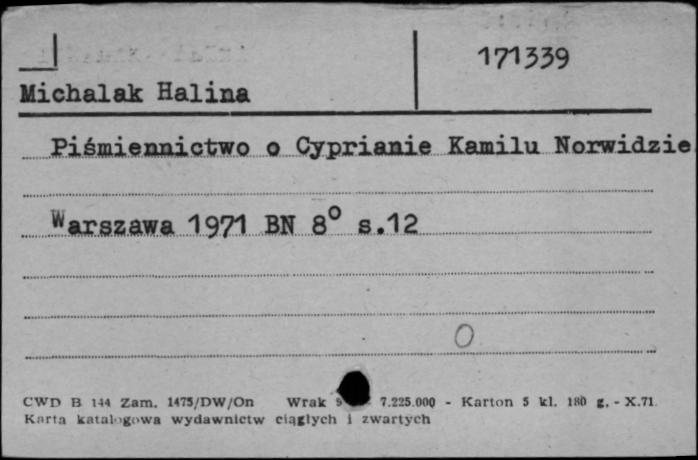 171339
Michalak Halina
Piśmiennictwo o Cyprianie Kamilu Norwidzie
Warszawa 1971 BN 8° s.12
O
CWD B 144 Zam. 1475/DW/On Wrak 7.225.000 - Karton 5 kl. 180 g. - X.71.
Karta katalogowa wydawnictw ciągłych i zwartych